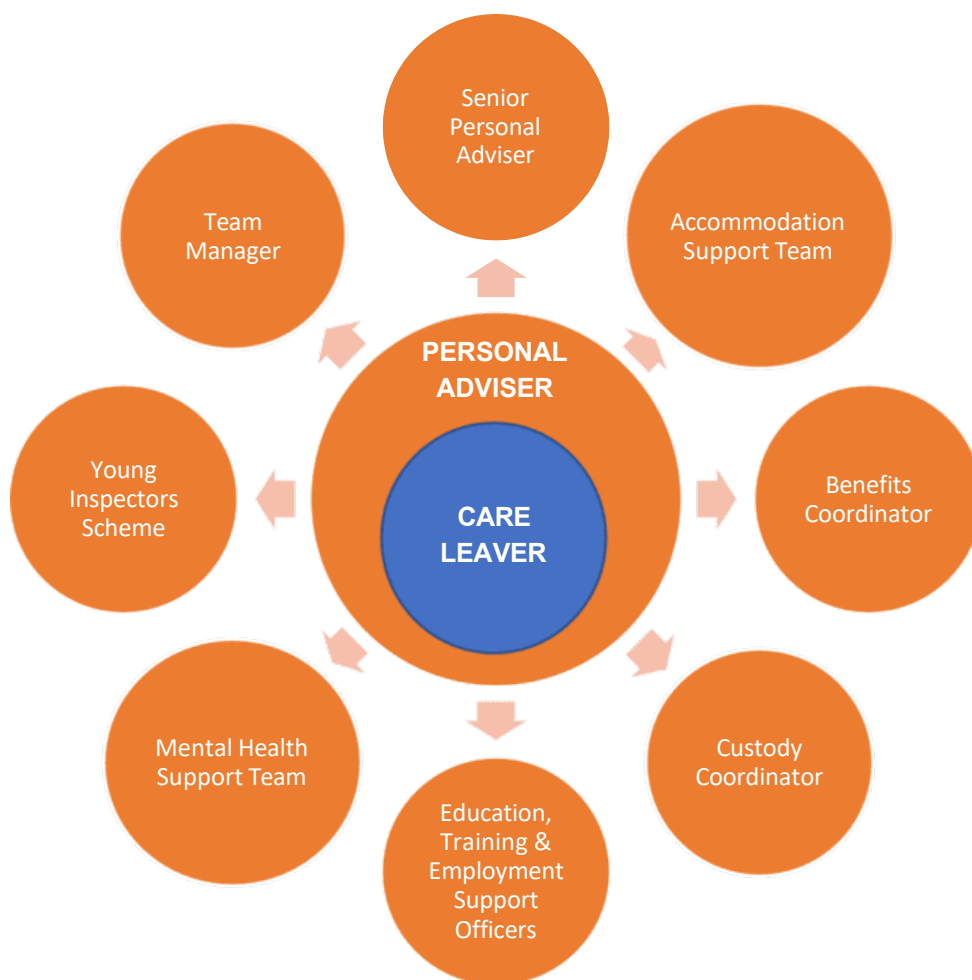 Senior
Personal
Adviser
Team
Manager
Accommodation
Support Team
PERSONAL
ADVISER
Young
Inspectors
Scheme
CARE
LEAVER
Benefits
Coordinator
Mental Health
Support Team
Custody
Coordinator
Education,
Training &
Employment
Support
Officers